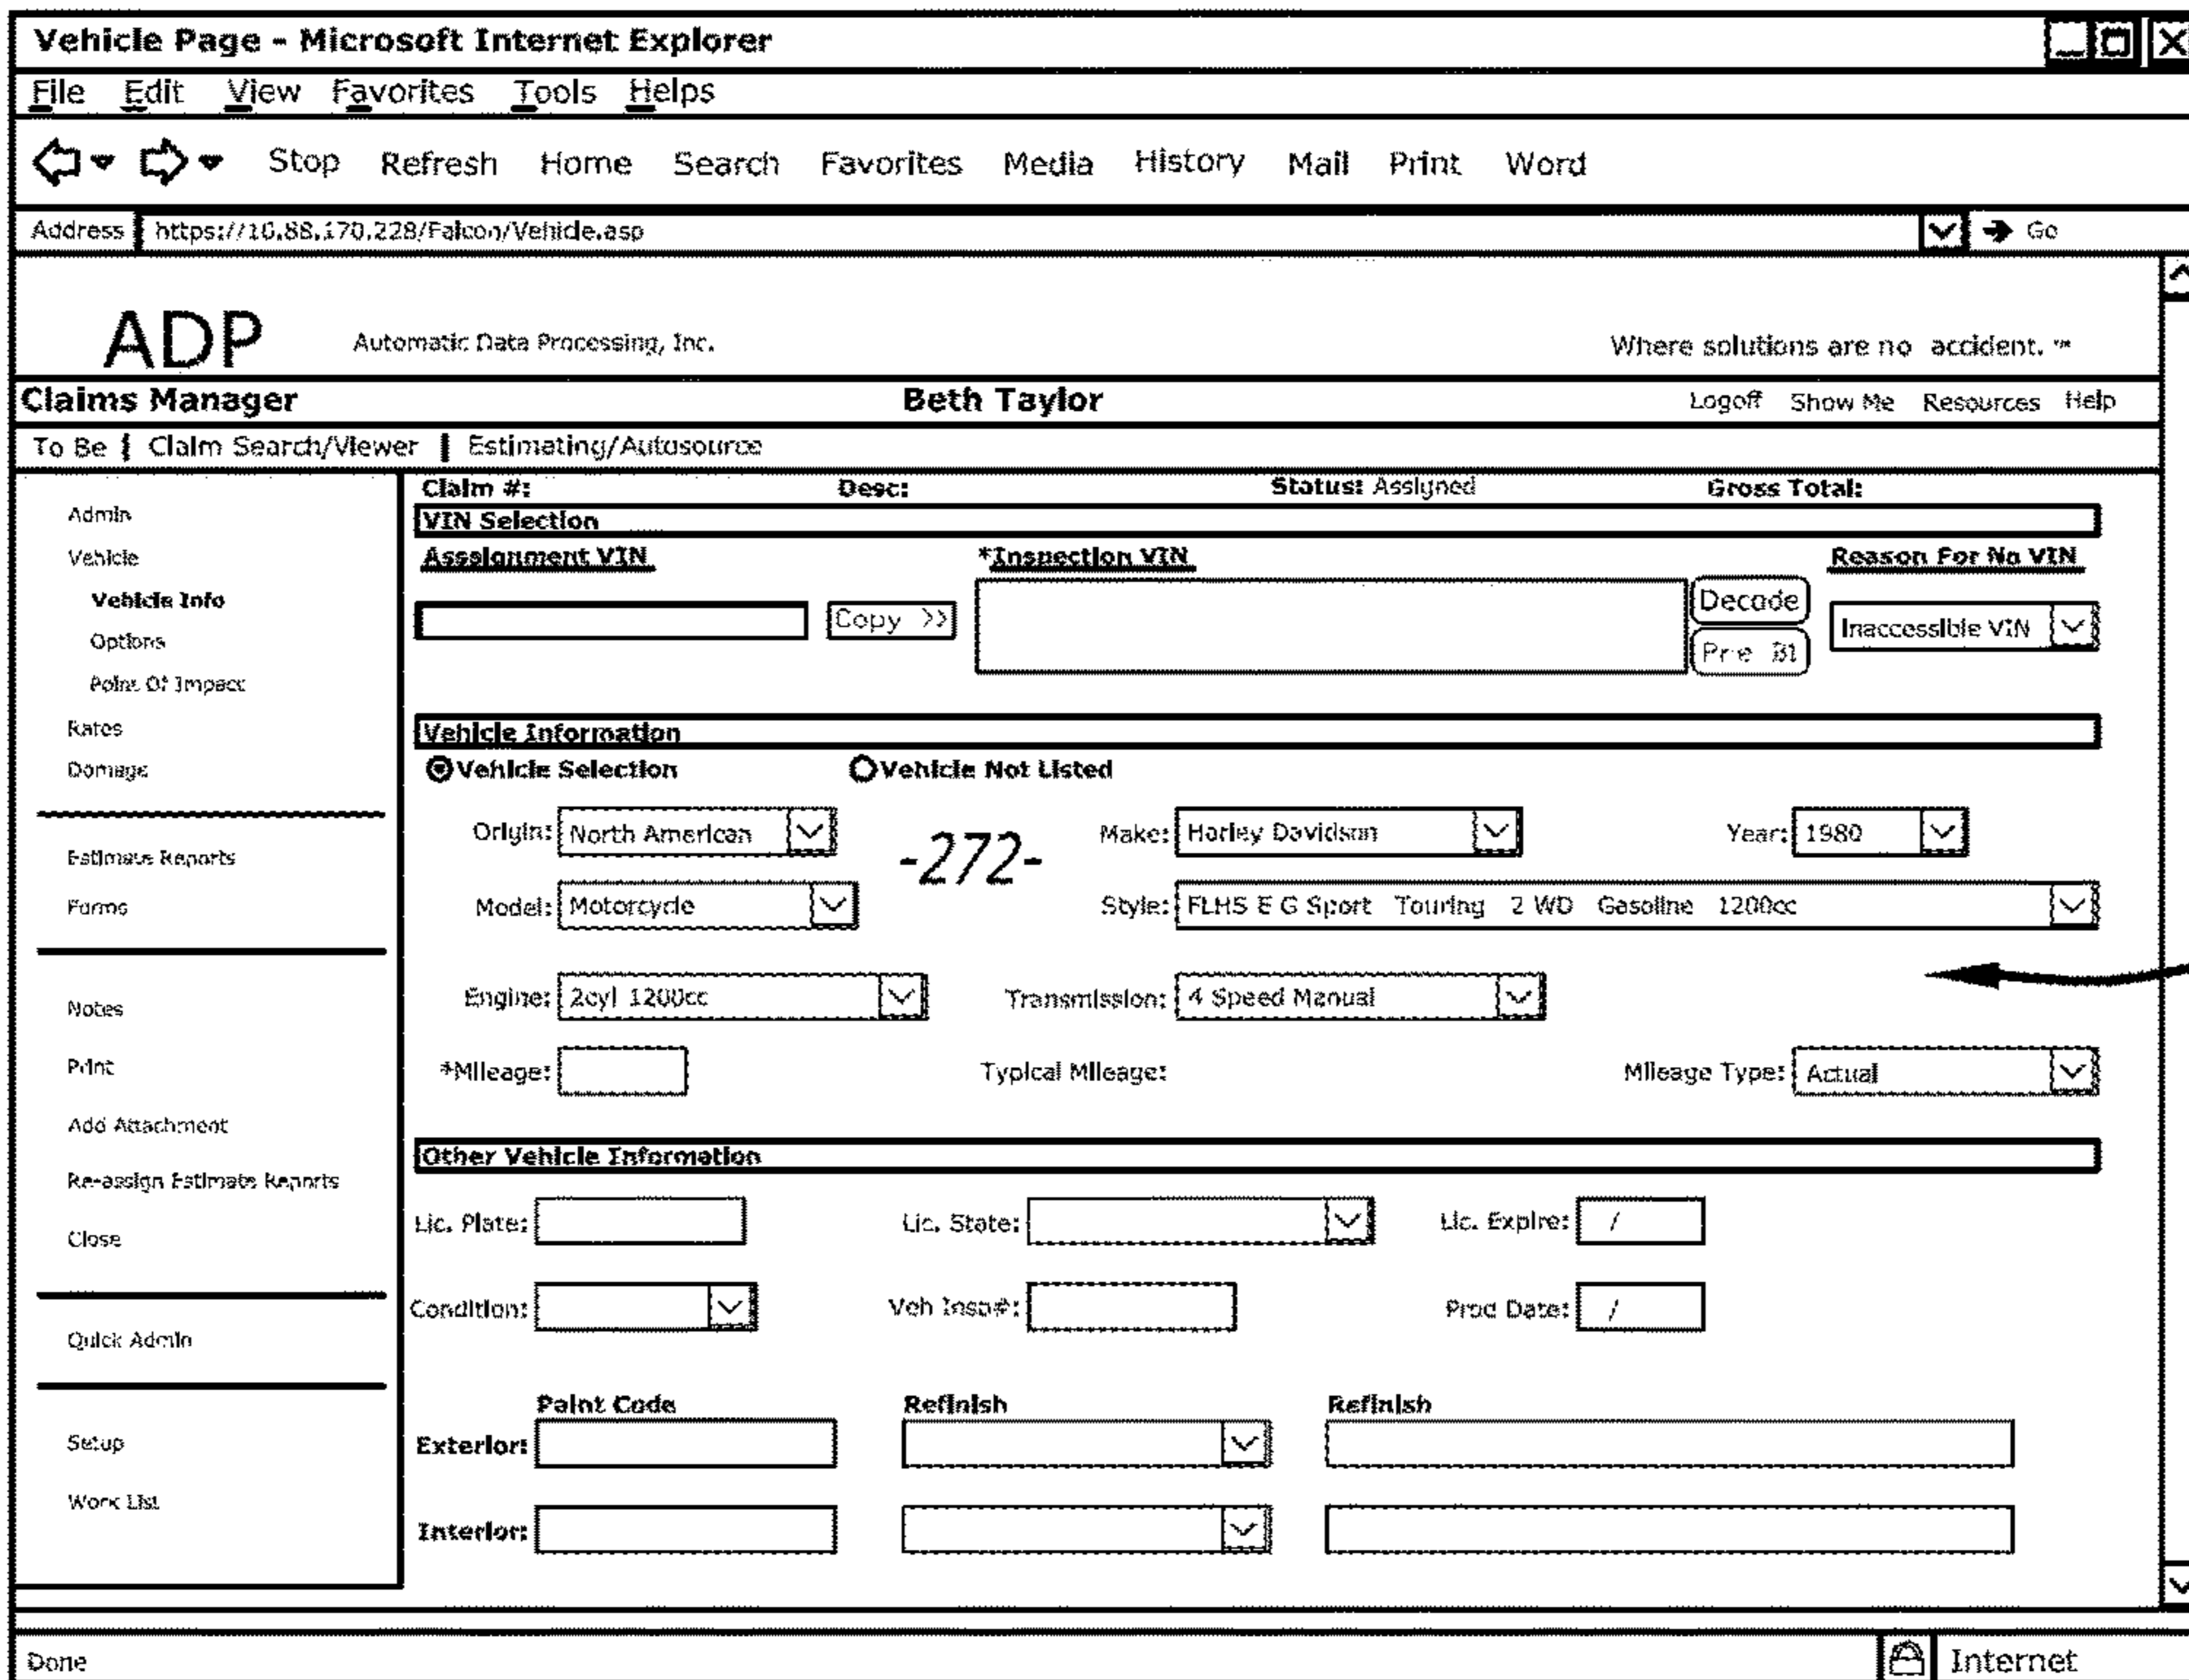 Vehicle Page - Microsoft Internet Explorer
File Edit View Favorites Tools Helps
Stop Refresh Home Search Favorites Media History Mail Print Word
Address https://10.88.170.228/Falcon/Vehicle.asp Go
ADP Automatic Data Processing, Inc. Where solutions are no accident. ™
Claims Manager Beth Taylor Logoff Show Me Resources Help
To Be | Claim Search/Viewer | Estimating/Autosource
Admin
Vehicle
Vehicle Info
Options
Point Of Impact
Rates
Damage
Estimate Reports
Forms
Notes
Print
Add Attachment
Re-assign Estimate Reports
Close
Quick Admin
Setup
Work List
Claim #: Desc: Status: Assigned Gross Total:
VIN Selection
Asssignment VIN *Inspection VIN Reason For No VIN
Copy >> Decode Inaccessible VIN
Pre B1
Vehicle Information
Vehicle Selection Vehicle Not Listed
Origin: North American -272- Make: Harley Davidson Year: 1980
Model: Motorcycle Style: FLHS E G Sport Touring 2 WD Gasoline 1200cc
Engine: 2cyl 1200cc Transmission: 4 Speed Manual
*Mileage: Typical Mileage: Mileage Type: Actual
Other Vehicle Information
Lic. Plate: Lic. State: Lic. Expire: /
Condition: Veh Insp#: Prod Date: /
Paint Code Refinish Refinish
Exterior:
Interior:
Done Internet